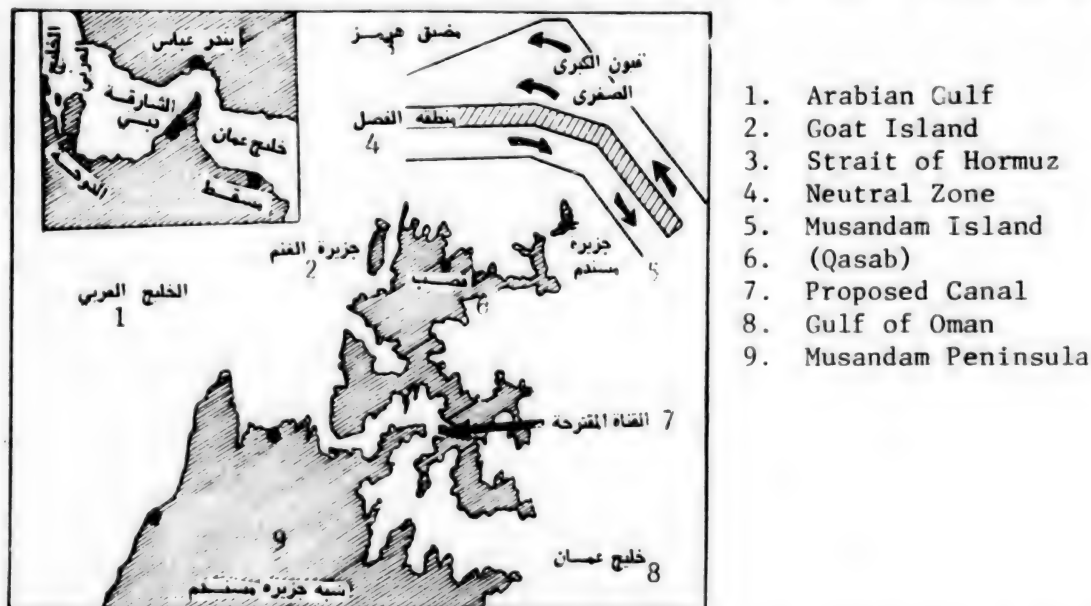 الخليج
العربي
بندر عباس
الشارقة
دبي
خليج عمان
الدوحة
مسقط
مضيق هرمز
3
الكبرى
الصغرى
منطقة الفصل
4
جزيرة الغنم
2
قصب
6
جزيرة
مسندم
5
الخليج العربي
1
القناة المقترحة 7
9
خليج عمان
8
شبه جزيرة مسندم
1. Arabian Gulf
2. Goat Island
3. Strait of Hormuz
4. Neutral Zone
5. Musandam Island
6. (Qasab)
7. Proposed Canal
8. Gulf of Oman
9. Musandam Peninsula